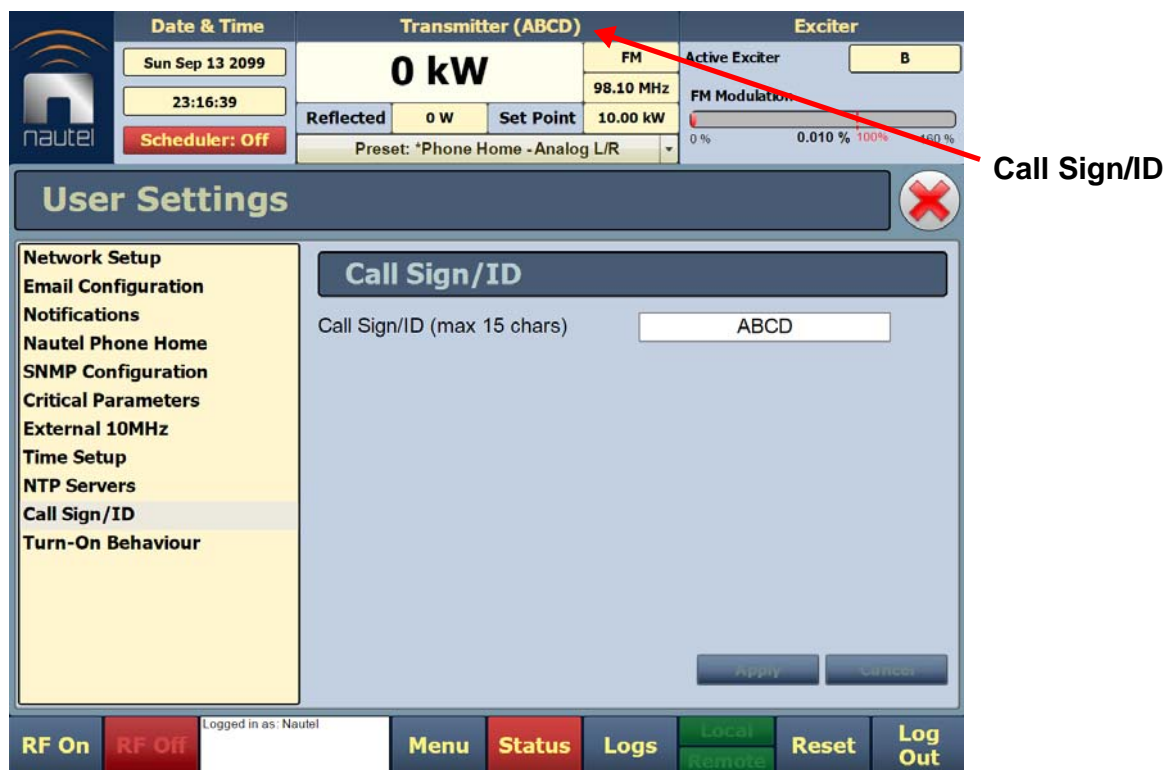 Date & Time
Transmitter (ABCD)
Exciter
Sun Sep 13 2099
0 kW
FM
Active Exciter
B
98.10 MHz
23:16:39
FM Modulation
Reflected
0 W
Set Point
10.00 kW
nautel
Scheduler: Off
Preset: *Phone Home - Analog L/R
0 %
0.010 %
100%
160 %
Call Sign/ID
User Settings
Network Setup
Email Configuration
Notifications
Nautel Phone Home
SNMP Configuration
Critical Parameters
External 10MHz
Time Setup
NTP Servers
Call Sign/ID
Turn-On Behaviour
Call Sign/ID
Call Sign/ID (max 15 chars)
ABCD
Apply
Cancel
RF On
RF Off
Logged in as: Nautel
Menu
Status
Logs
Local
Remote
Reset
Log
Out